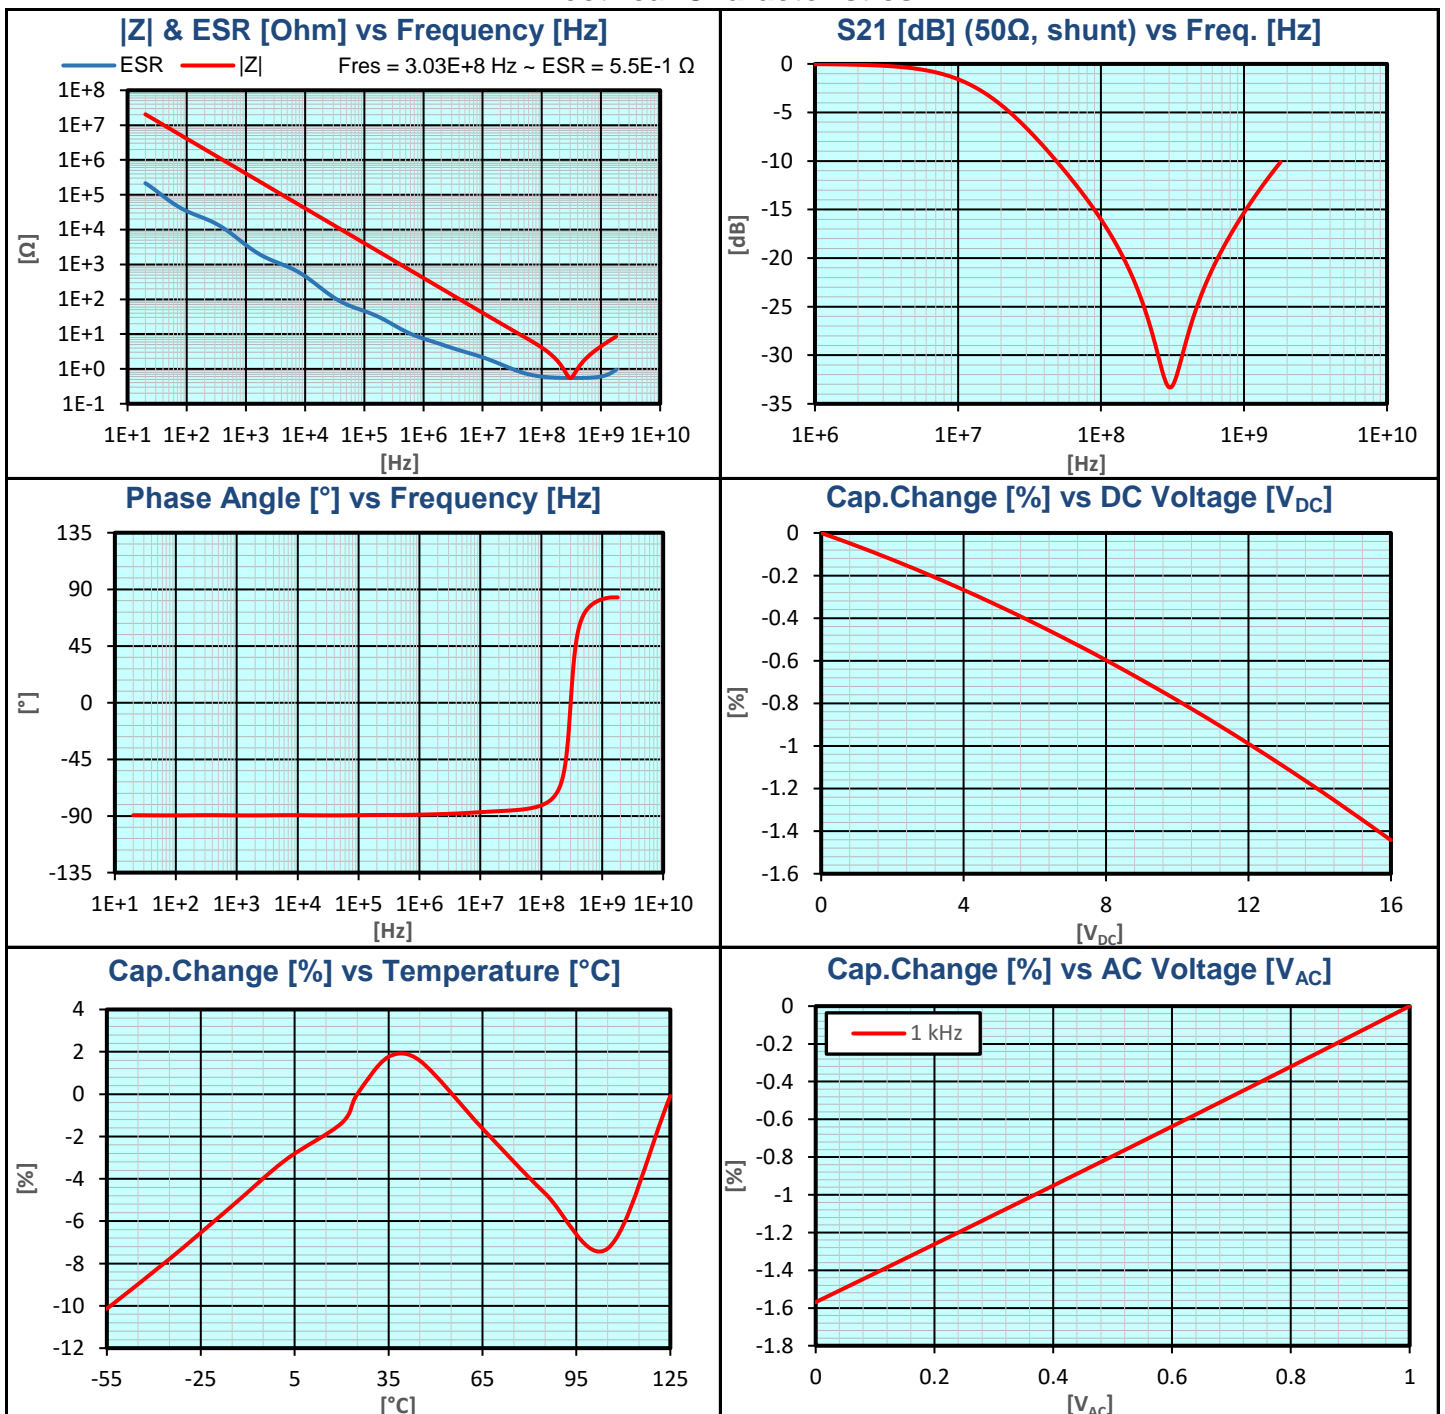 |Z| & ESR [Ohm] vs Frequency [Hz]
ESR |Z| Fres = 3.03E+8 Hz ~ ESR = 5.5E-1 Ω
1E+8
1E+7
1E+6
1E+5
1E+4
1E+3
1E+2
1E+1
1E+0
1E-1
[Ω]
1E+1 1E+2 1E+3 1E+4 1E+5 1E+6 1E+7 1E+8 1E+9 1E+10
[Hz]
S21 [dB] (50Ω, shunt) vs Freq. [Hz]
0
-5
-10
-15
-20
-25
-30
-35
[dB]
1E+6 1E+7 1E+8 1E+9 1E+10
[Hz]
Phase Angle [°] vs Frequency [Hz]
135
90
45
0
-45
-90
-135
[°]
1E+1 1E+2 1E+3 1E+4 1E+5 1E+6 1E+7 1E+8 1E+9 1E+10
[Hz]
Cap.Change [%] vs DC Voltage [VDC]
0
-0.2
-0.4
-0.6
-0.8
-1
-1.2
-1.4
-1.6
[%]
0 4 8 12 16
[VDC]
Cap.Change [%] vs Temperature [°C]
4
2
0
-2
-4
-6
-8
-10
-12
[%]
-55 -25 5 35 65 95 125
[°C]
Cap.Change [%] vs AC Voltage [VAC]
1 kHz
0
-0.2
-0.4
-0.6
-0.8
-1
-1.2
-1.4
-1.6
-1.8
[%]
0 0.2 0.4 0.6 0.8 1
[VAC]